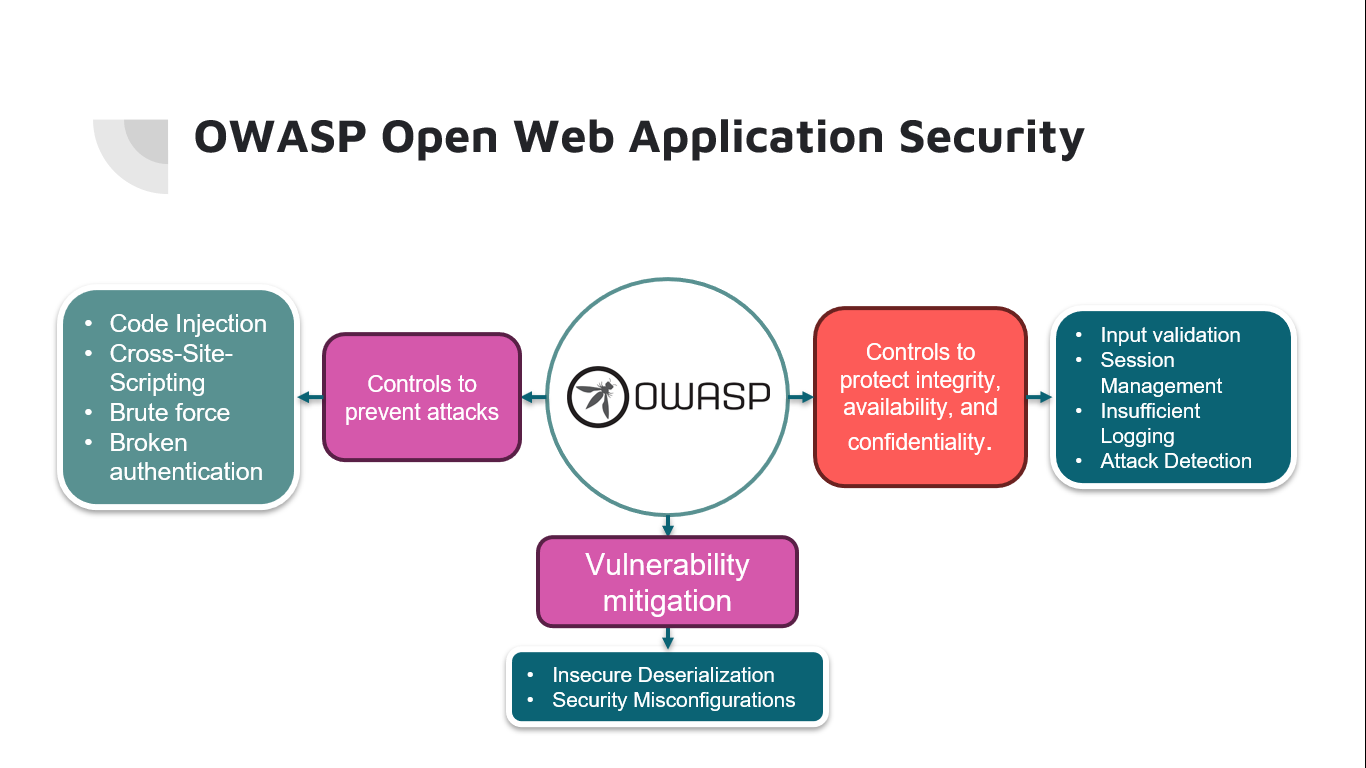 OWASP Open Web Application Security
• Code Injection
• Cross-Site-
Scripting
• Brute force
• Broken
authentication
Controls to
prevent attacks
OWASP
Controls to
protect integrity,
availability, and
confidentiality.
• Input validation
• Session
Management
• Insufficient
Logging
• Attack Detection
Vulnerability
mitigation
• Insecure Deserialization
• Security Misconfigurations